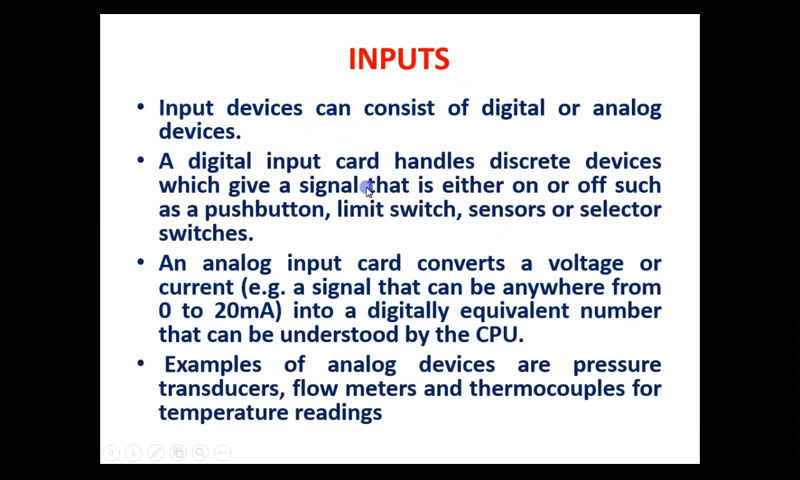 INPUTS
• Input devices can consist of digital or analog
devices.
• A digital input card handles discrete devices
which give a signal that is either on or off such
as a pushbutton, limit switch, sensors or selector
switches.
• An analog input card converts a voltage or
current (e.g. a signal that can be anywhere from
0 to 20mA) into a digitally equivalent number
that can be understood by the CPU.
• Examples of analog devices are pressure
transducers, flow meters and thermocouples for
temperature readings